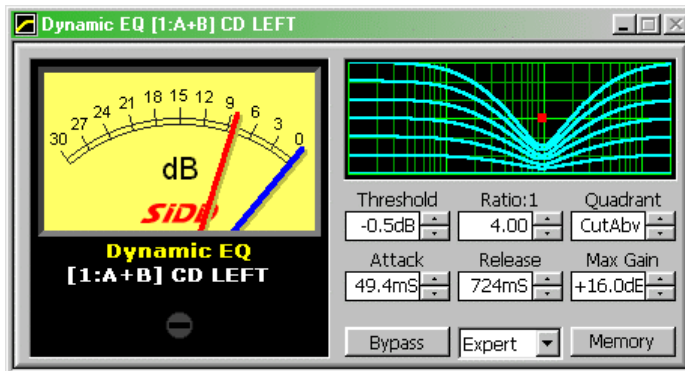 Dynamic EQ [1:A+B] CD LEFT
30 27 24 21 18 15 12 9 6 3 0
dB
SiDD
Dynamic EQ
[1:A+B] CD LEFT
Threshold Ratio:1 Quadrant
-0.5dB 4.00 CutAbv
Attack Release Max Gain
49.4mS 724mS +16.0dE
Bypass Expert Memory